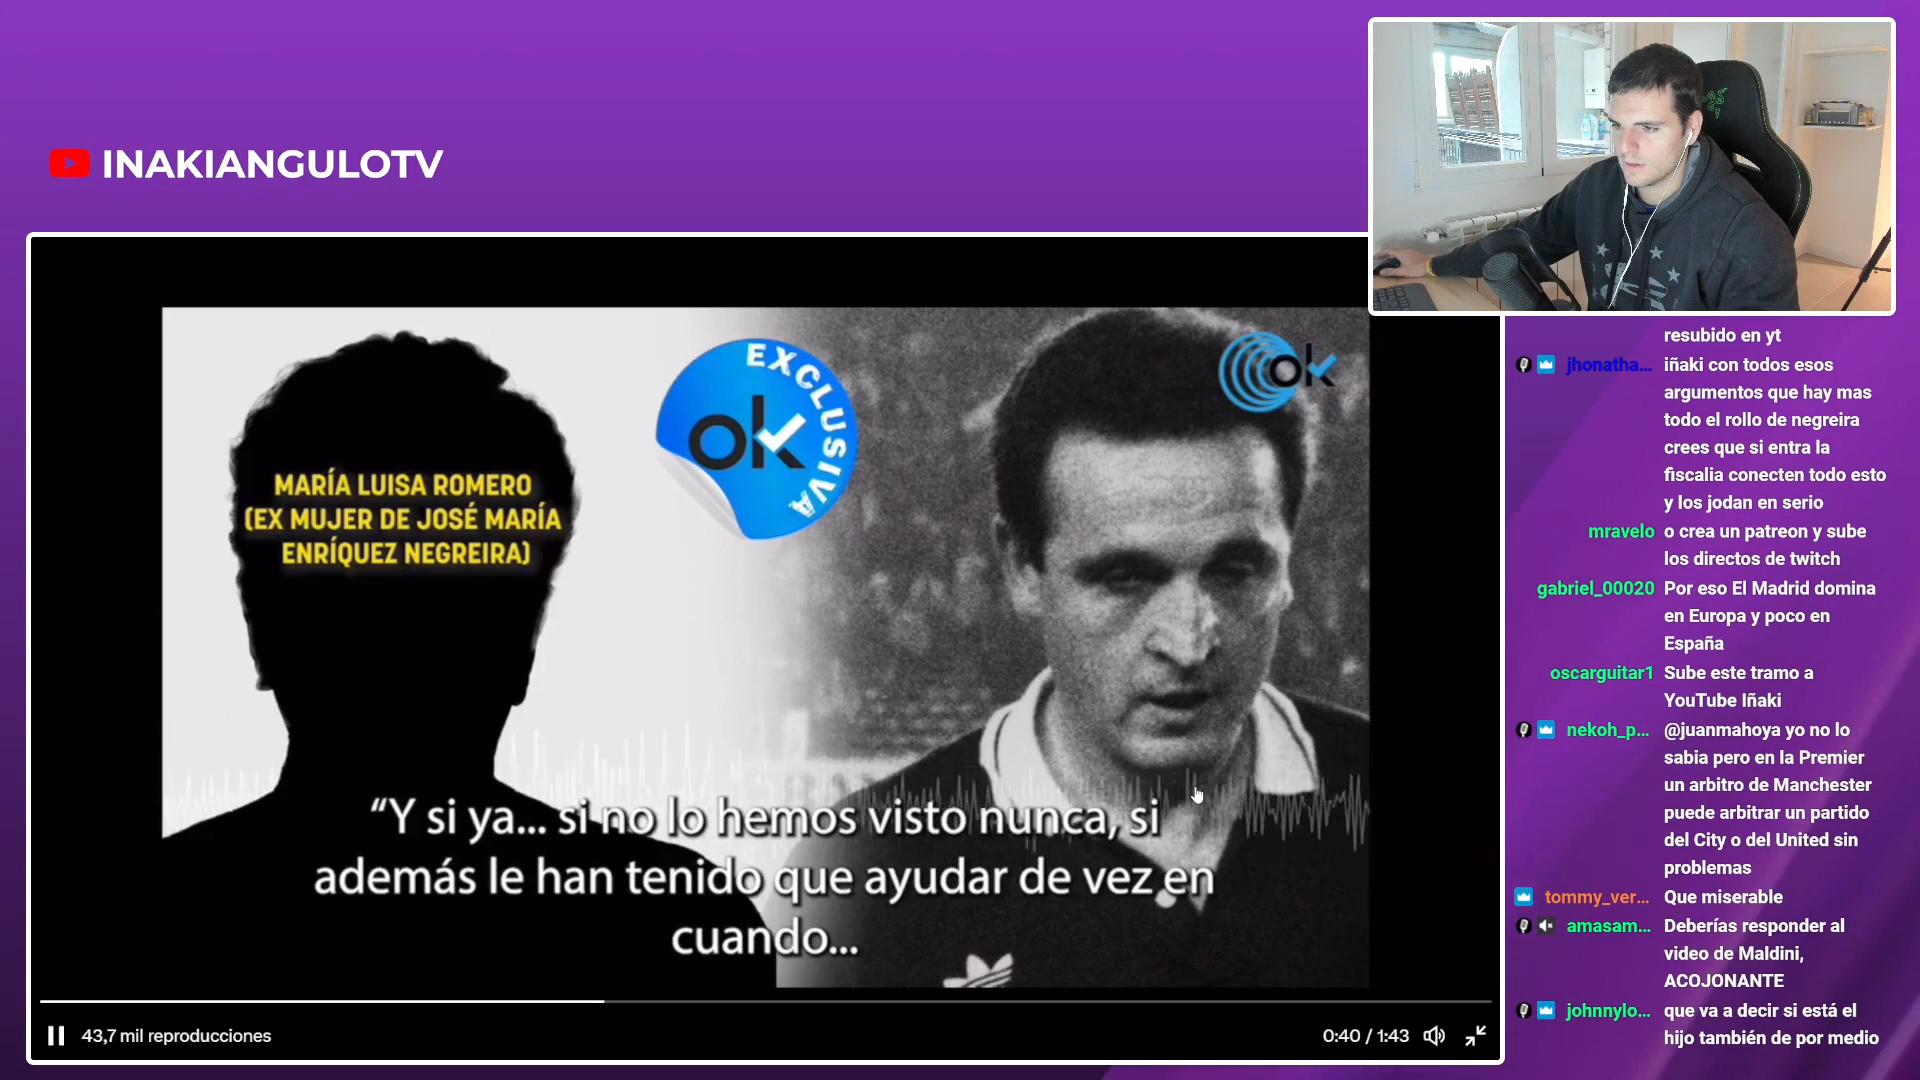 INAKIANGULOTV
EXCLUSIVA
ok
ok
MARÍA LUISA ROMERO
(EX MUJER DE JOSÉ MARÍA
ENRÍQUEZ NEGREIRA)
“Y si ya... si no lo hemos visto nunca, si
además le han tenido que ayudar de vez en
cuando...
43,7 mil reproducciones
0:40 / 1:43
resubido en yt
jhonatha... iñaki con todos esos
argumentos que hay mas
todo el rollo de negreira
crees que si entra la
fiscalia conecten todo esto
y los jodan en serio
mravelo o crea un patreon y sube
los directos de twitch
gabriel_00020 Por eso El Madrid domina
en Europa y poco en
España
oscarguitar1 Sube este tramo a
YouTube Iñaki
nekoh_p... @juanmahoya yo no lo
sabia pero en la Premier
un arbitro de Manchester
puede arbitrar un partido
del City o del United sin
problemas
tommy_ver... Que miserable
amasam... Deberías responder al
video de Maldini,
ACOJONANTE
johnnylo... que va a decir si está el
hijo también de por medio